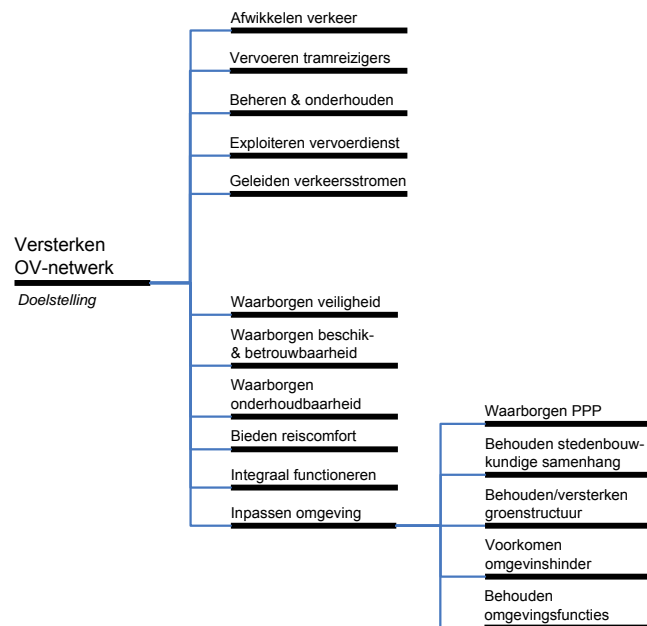 Afwikkelen verkeer
Vervoeren tramreizigers
Beheren & onderhouden
Exploiteren vervoerdienst
Geleiden verkeersstromen
Versterken
OV-netwerk
Doelstelling
Waarborgen veiligheid
Waarborgen beschik-
& betrouwbaarheid
Waarborgen
onderhoudbaarheid
Bieden reiscomfort
Integraal functioneren
Inpassen omgeving
Waarborgen PPP
Behouden stedenbouw-
kundige samenhang
Behouden/versterken
groenstructuur
Voorkomen
omgevinshinder
Behouden
omgevingsfuncties